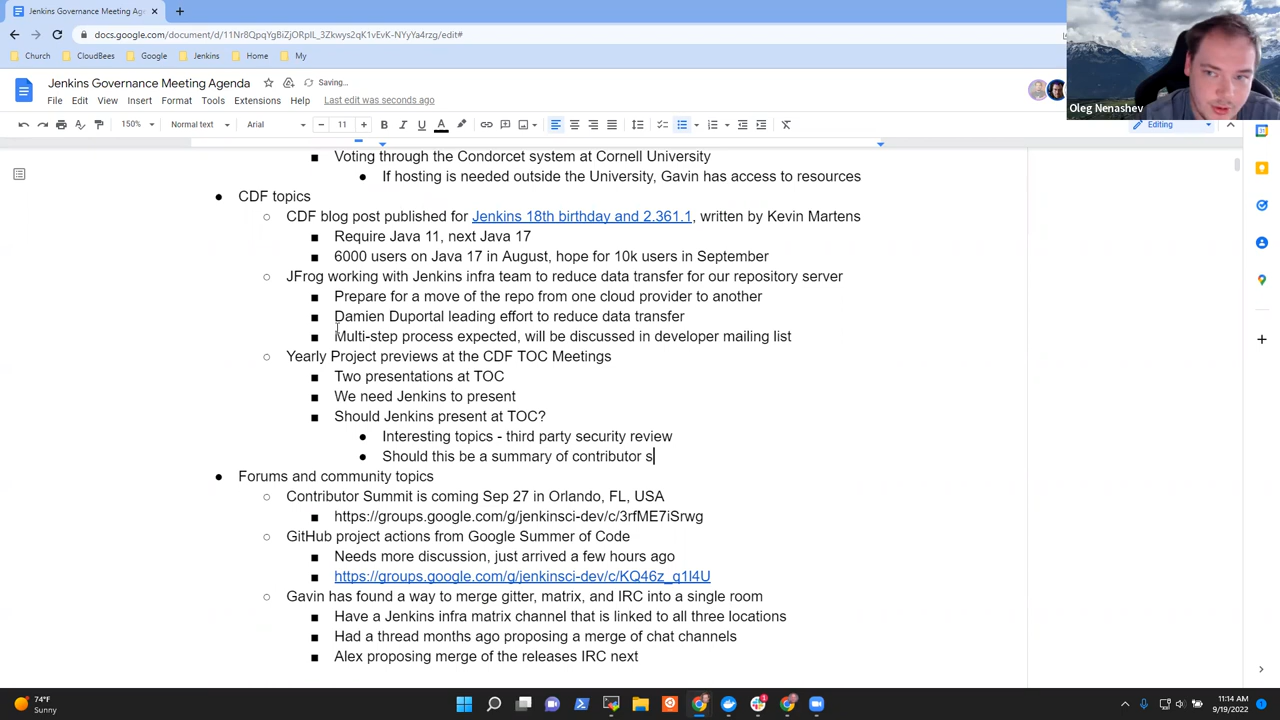 Jenkins Governance Meeting Age
docs.google.com/document/d/11Nr8QpqYgBiZjORpIL_3Zkwys2qK1vEvK-NYyYa4rzg/edit#
Church CloudBees Google Jenkins Home My
Jenkins Governance Meeting Agenda Saving...
File Edit View Insert Format Tools Extensions Help Last edit was seconds ago
150% Normal text Arial 11 Editing
Oleg Nenashev
Voting through the Condorcet system at Cornell University
If hosting is needed outside the University, Gavin has access to resources
CDF topics
CDF blog post published for Jenkins 18th birthday and 2.361.1, written by Kevin Martens
Require Java 11, next Java 17
6000 users on Java 17 in August, hope for 10k users in September
JFrog working with Jenkins infra team to reduce data transfer for our repository server
Prepare for a move of the repo from one cloud provider to another
Damien Duportal leading effort to reduce data transfer
Multi-step process expected, will be discussed in developer mailing list
Yearly Project previews at the CDF TOC Meetings
Two presentations at TOC
We need Jenkins to present
Should Jenkins present at TOC?
Interesting topics - third party security review
Should this be a summary of contributor s
Forums and community topics
Contributor Summit is coming Sep 27 in Orlando, FL, USA
https://groups.google.com/g/jenkinsci-dev/c/3rfME7iSrwg
GitHub project actions from Google Summer of Code
Needs more discussion, just arrived a few hours ago
https://groups.google.com/g/jenkinsci-dev/c/KQ46z_q1l4U
Gavin has found a way to merge gitter, matrix, and IRC into a single room
Have a Jenkins infra matrix channel that is linked to all three locations
Had a thread months ago proposing a merge of chat channels
Alex proposing merge of the releases IRC next
74°F
Sunny
11:14 AM
9/19/2022